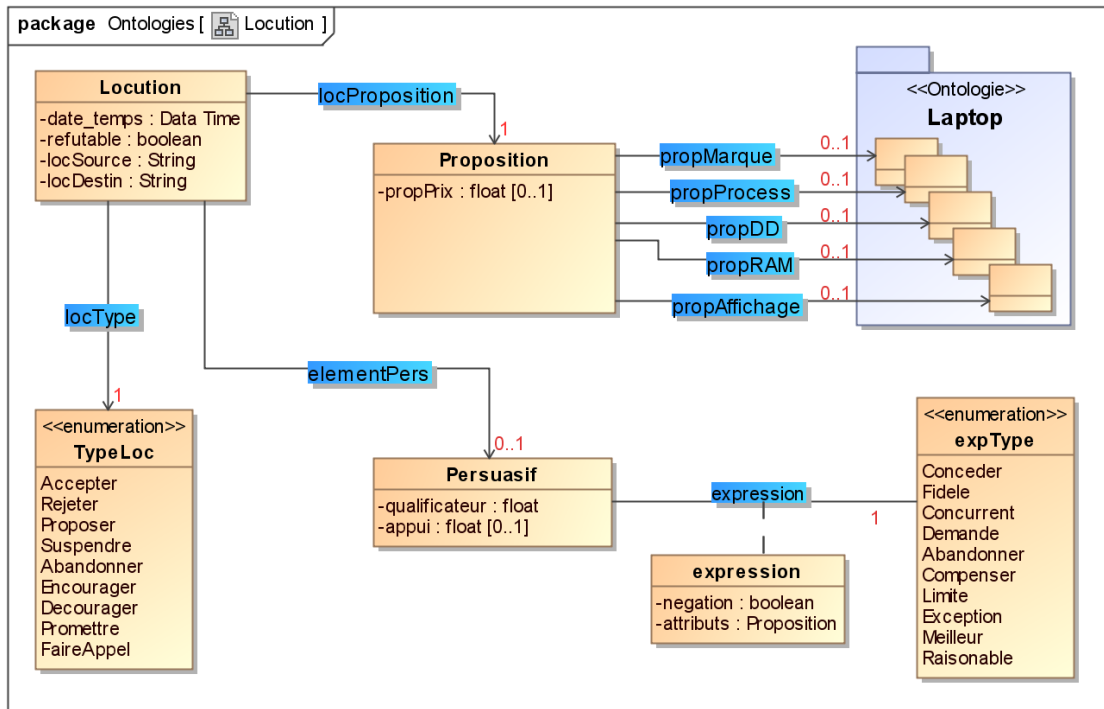 package Ontologies [ Locution ]
Locution
-date_temps : Data Time
-refutable : boolean
-locSource : String
-locDestin : String
locProposition
1
Proposition
-propPrix : float [0..1]
propMarque
0..1
propProcess
0..1
propDD
0..1
propRAM
0..1
propAffichage
0..1
<<Ontologie>>
Laptop
locType
1
elementPers
0..1
<<enumeration>>
TypeLoc
Accepter
Rejeter
Proposer
Suspendre
Abandonner
Encourager
Decourager
Promettre
FaireAppel
Persuasif
-qualificateur : float
-appui : float [0..1]
expression
1
expression
-negation : boolean
-attributs : Proposition
<<enumeration>>
expType
Conceder
Fidele
Concurrent
Demande
Abandonner
Compenser
Limite
Exception
Meilleur
Raisonable